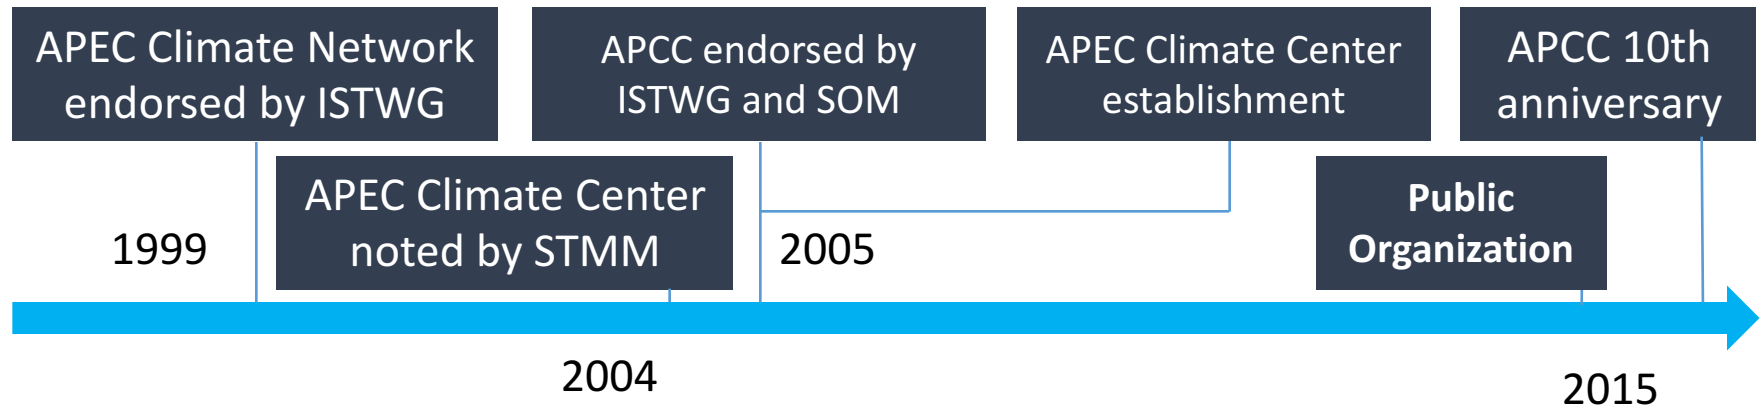 APEC Climate Network
endorsed by ISTWG
APCC endorsed by
ISTWG and SOM
APEC Climate Center
establishment
APCC 10th
anniversary
APEC Climate Center
noted by STMM
Public
Organization
1999
2005
2004
2015